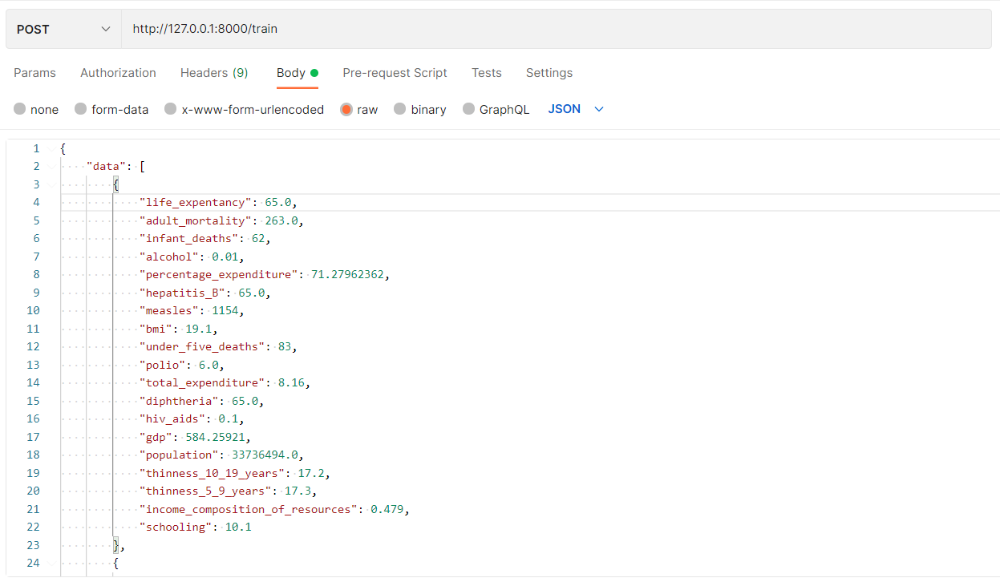 POST http://127.0.0.1:8000/train
Params Authorization Headers (9) Body Pre-request Script Tests Settings
none form-data x-www-form-urlencoded raw binary GraphQL JSON
1 {
2 "data": [
3 {
4 "life_expentancy": 65.0,
5 "adult_mortality": 263.0,
6 "infant_deaths": 62,
7 "alcohol": 0.01,
8 "percentage_expenditure": 71.27962362,
9 "hepatitis_B": 65.0,
10 "measles": 1154,
11 "bmi": 19.1,
12 "under_five_deaths": 83,
13 "polio": 6.0,
14 "total_expenditure": 8.16,
15 "diphtheria": 65.0,
16 "hiv_aids": 0.1,
17 "gdp": 584.25921,
18 "population": 33736494.0,
19 "thinness_10_19_years": 17.2,
20 "thinness_5_9_years": 17.3,
21 "income_composition_of_resources": 0.479,
22 "schooling": 10.1
23 },
24 {